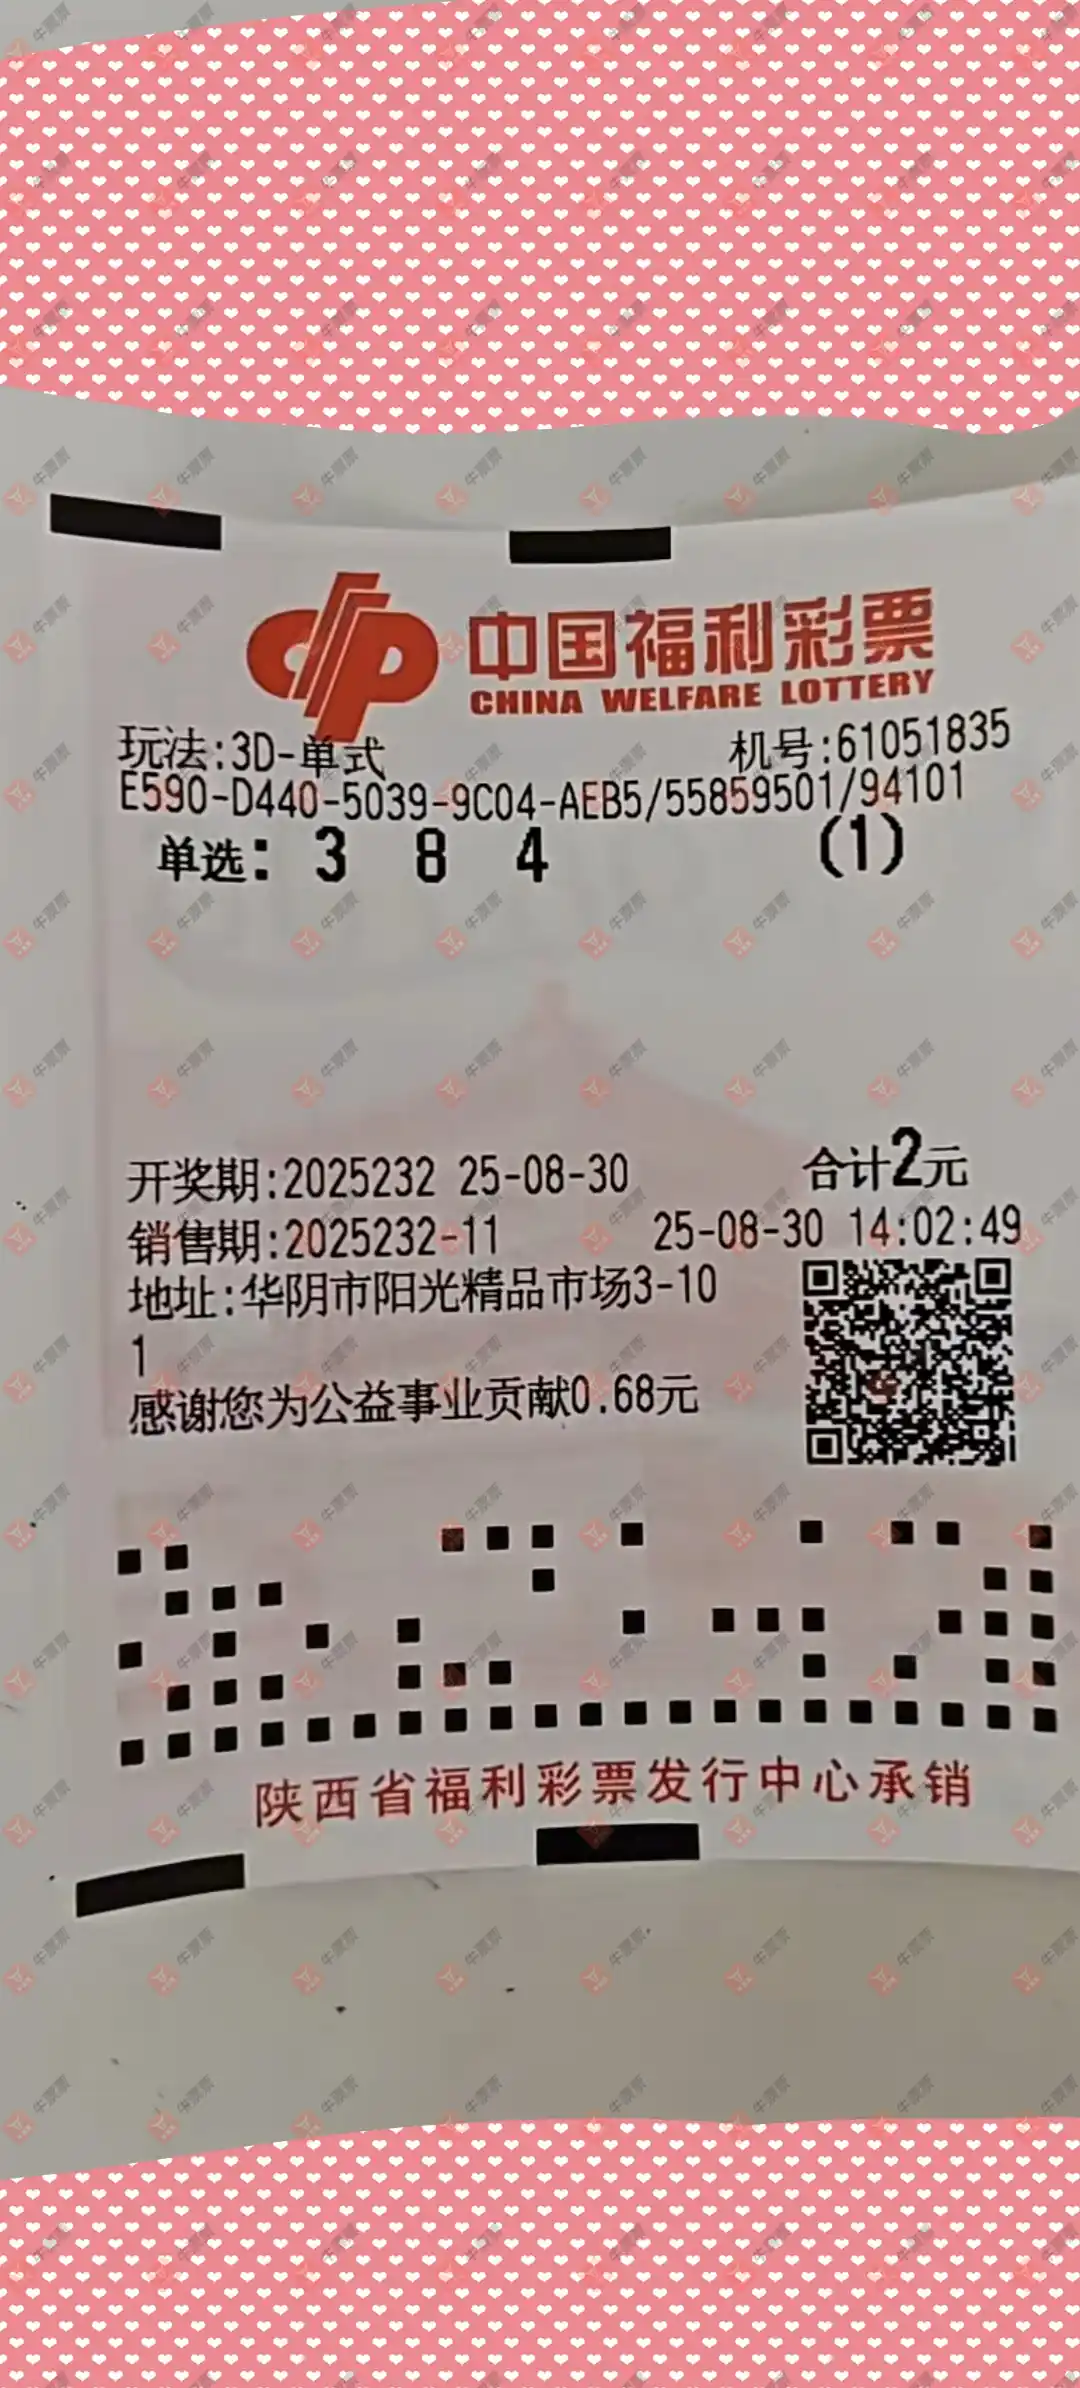 中国福利彩票
CHINA WELFARE LOTTERY
玩法:3D-单式 机号:61051835
E590-D440-5039-9C04-AEB5/55859501/94101
单选: 3 8 4 (1)
开奖期:2025232 25-08-30 合计2元
销售期:2025232-11 25-08-30 14:02:49
地址:华阴市阳光精品市场3-10
1
感谢您为公益事业贡献0.68元
陕西省福利彩票发行中心承销